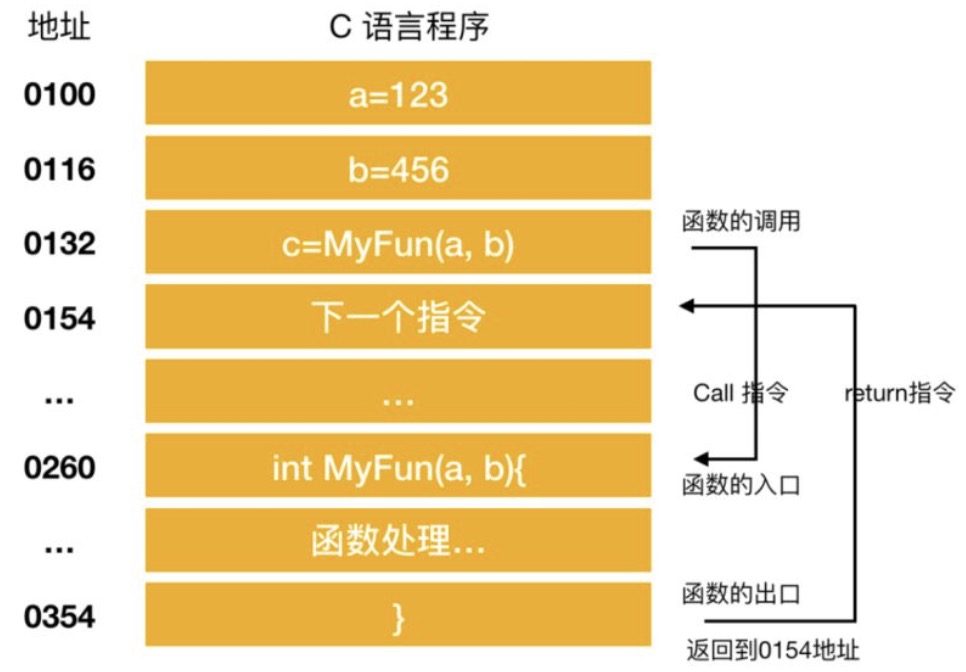 地址 C 语言程序
0100 a=123
0116 b=456
函数的调用
0132 c=MyFun(a, b)
0154 下一个指令
... ...
Call 指令 return指令
0260 int MyFun(a, b){
函数的入口
... 函数处理...
函数的出口
0354 }
返回到0154地址